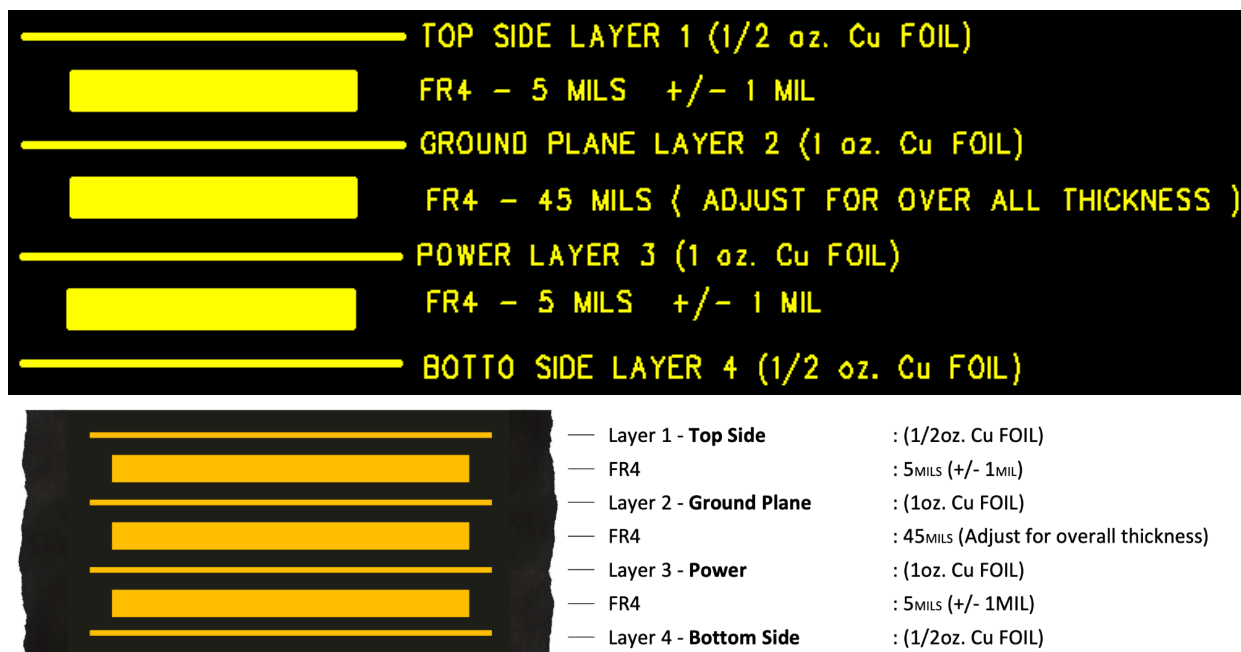 TOP SIDE LAYER 1 (1/2 oz. Cu FOIL)
FR4 - 5 MILS +/- 1 MIL
GROUND PLANE LAYER 2 (1 oz. Cu FOIL)
FR4 - 45 MILS ( ADJUST FOR OVER ALL THICKNESS )
POWER LAYER 3 (1 oz. Cu FOIL)
FR4 - 5 MILS +/- 1 MIL
BOTTO SIDE LAYER 4 (1/2 oz. Cu FOIL)
Layer 1 - Top Side : (1/2oz. Cu FOIL)
FR4 : 5MILS (+/- 1MIL)
Layer 2 - Ground Plane : (1oz. Cu FOIL)
FR4 : 45MILS (Adjust for overall thickness)
Layer 3 - Power : (1oz. Cu FOIL)
FR4 : 5MILS (+/- 1MIL)
Layer 4 - Bottom Side : (1/2oz. Cu FOIL)